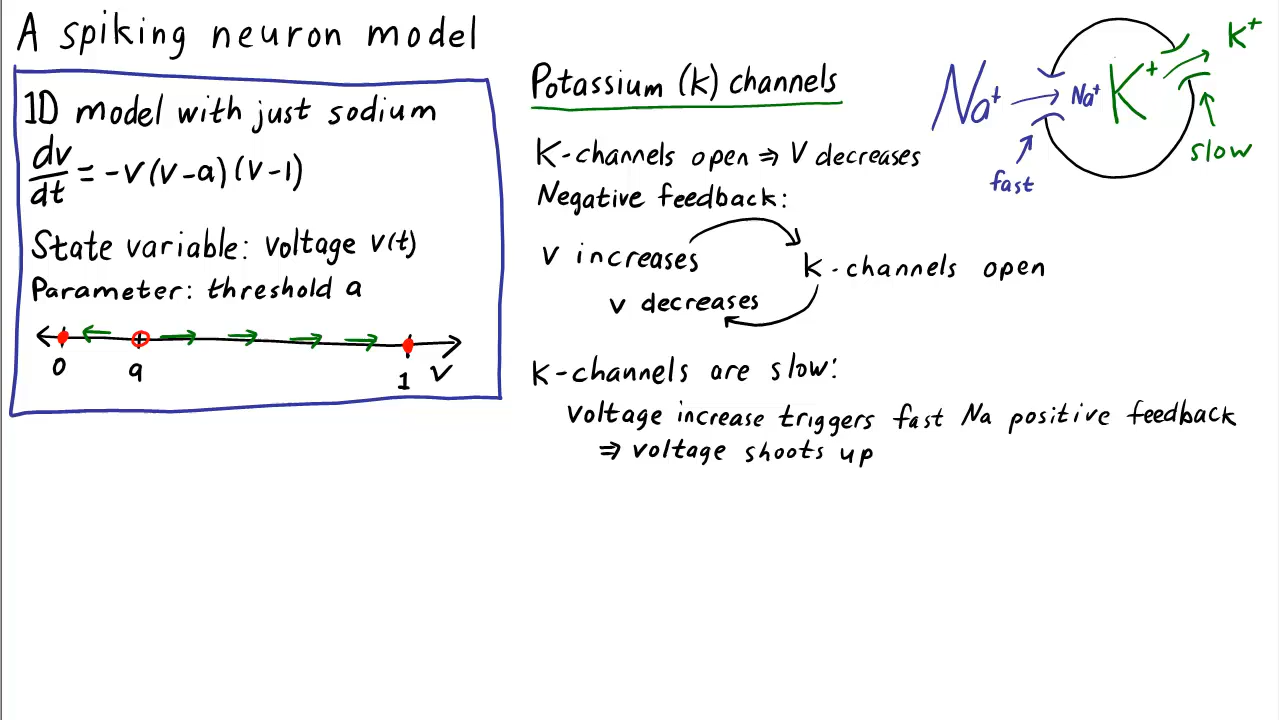 A spiking neuron model
1D model with just sodium
dv/dt = -v(v-a)(v-1)
State variable: voltage v(t)
Parameter: threshold a
0 a 1 v
Potassium (K) channels
K-channels open ⇒ V decreases
Negative feedback:
v increases
K-channels open
v decreases
K-channels are slow:
voltage increase triggers fast Na positive feedback
⇒ voltage shoots up
Na⁺ → Na⁺ K⁺ → K⁺
fast
slow